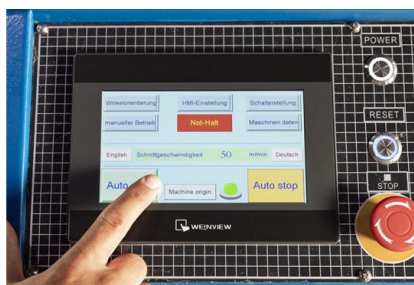 POWER
Winkelorientierung HMI-Einstellung Schalterstellung
manueller Betrieb Not-Halt Maschinen daten
RESET
English Schnittgeschwindigkeit 50 m/min Deutsch
STOP
Auto Machine origin Auto stop
WEINVIEW